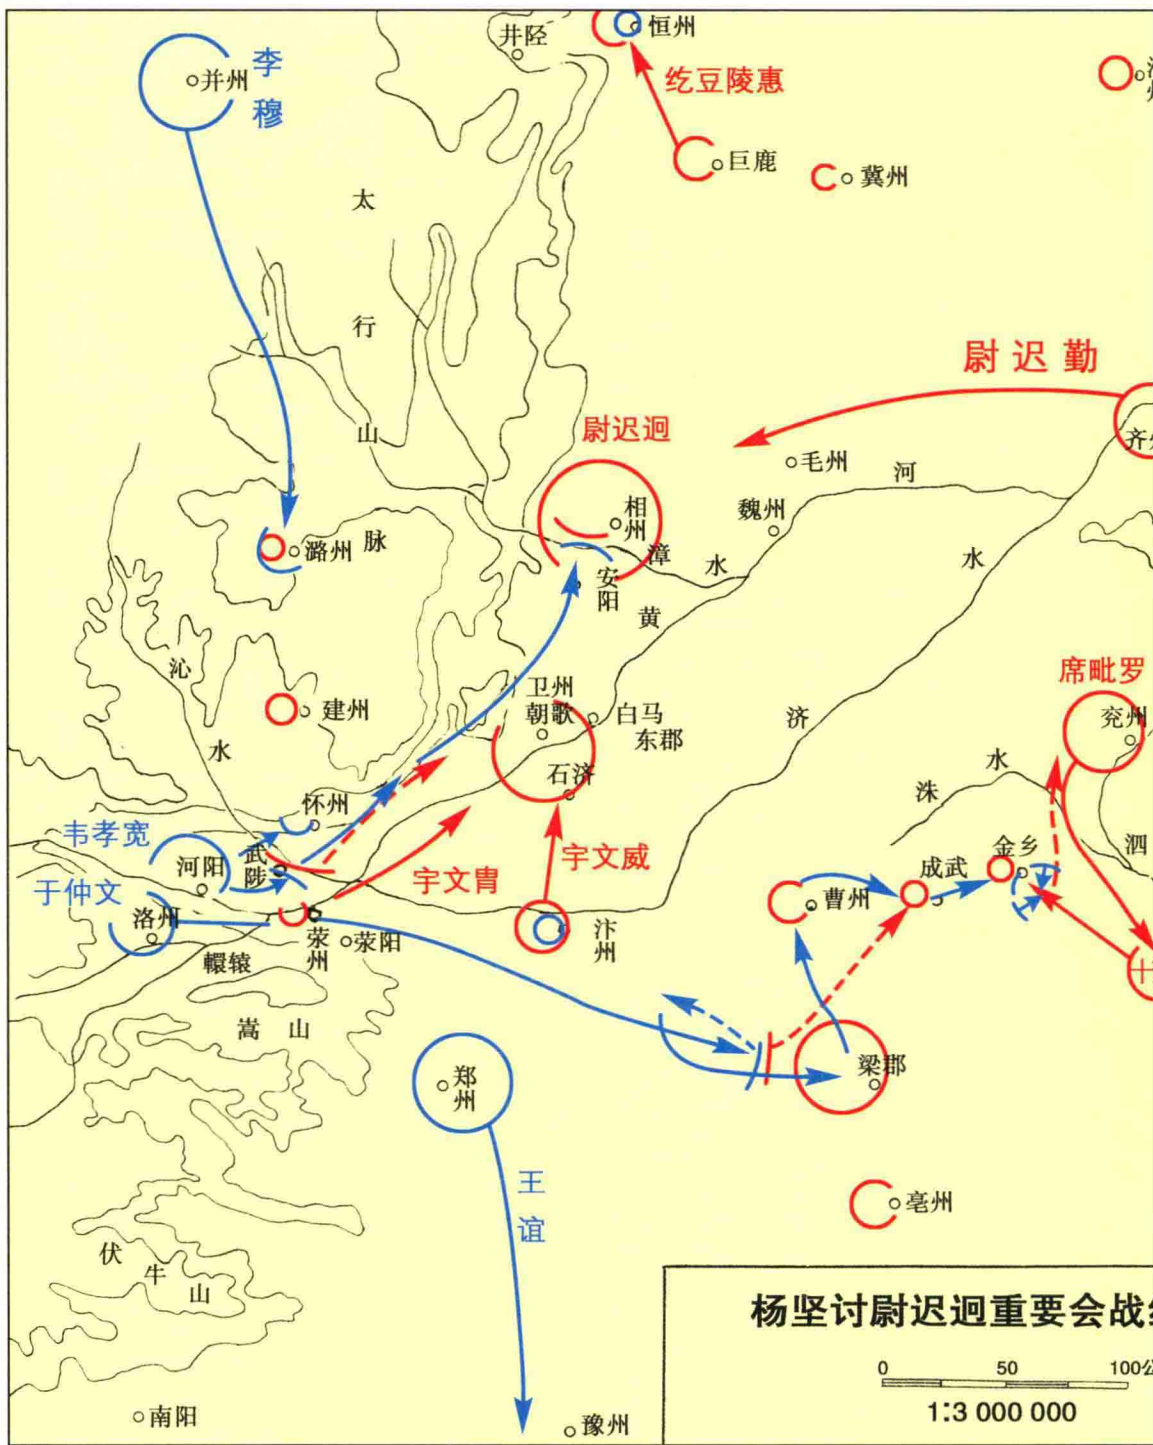 井陉
恒州
李穆
并州
纥豆陵惠
巨鹿
冀州
州
太行山脉
尉迟勤
尉迟迥
毛州
河
齐
魏州
相州
漳水
潞州
安阳
黄
水
沁水
席毗罗
卫州
朝歌
白马
东郡
兖州
建州
济
石济
洙水
怀州
韦孝宽
武陟
河阳
宇文胄
宇文威
金乡
泗
成武
于仲文
曹州
洛州
荥州
荥阳
汴州
轘辕
嵩山
郑州
梁郡
王谊
亳州
伏牛山
杨坚讨尉迟迥重要会战
0 50 100公
1:3 000 000
南阳
豫州